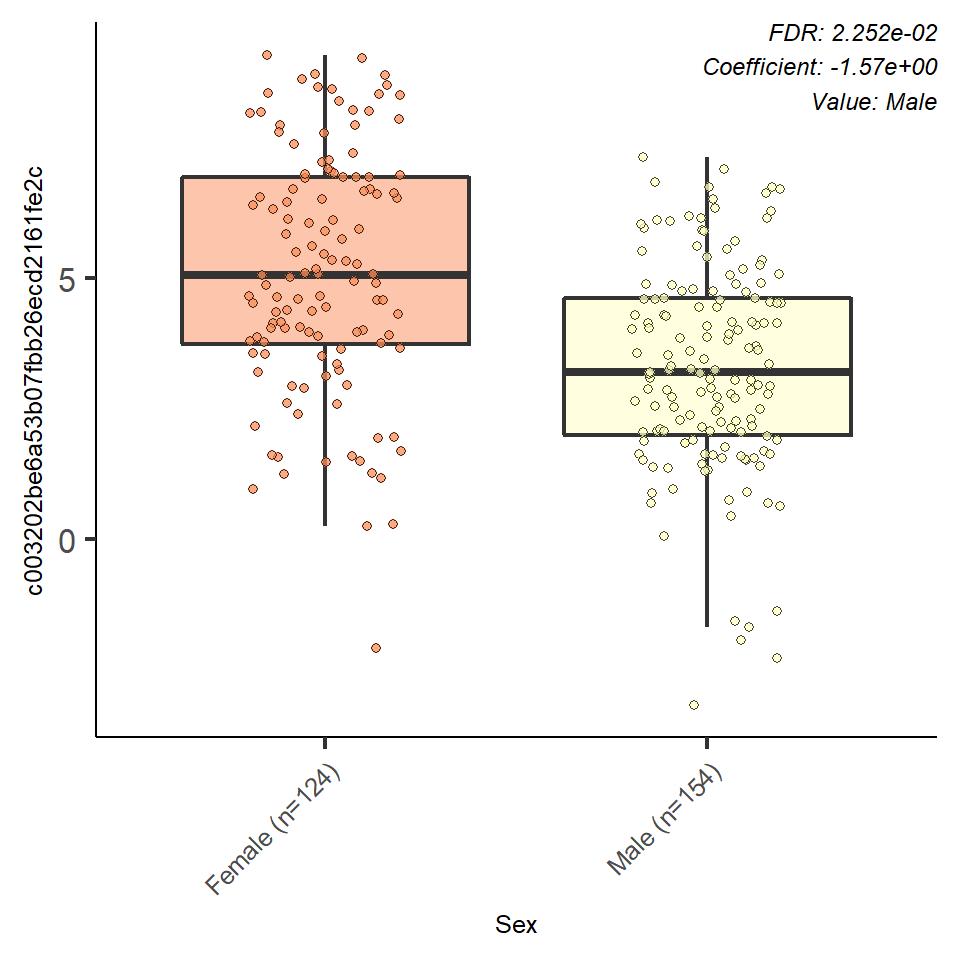 FDR: 2.252e-02
Coefficient: -1.57e+00
Value: Male
c003202be6a53b07fbb26ecd2161fe2c
5
0
Female (n=124)
Male (n=154)
Sex